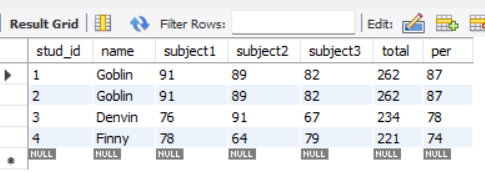 Result Grid Filter Rows: Edit:
stud_id name subject1 subject2 subject3 total per
1 Goblin 91 89 82 262 87
2 Goblin 91 89 82 262 87
3 Denvin 76 91 67 234 78
4 Finny 78 64 79 221 74
NULL NULL NULL NULL NULL NULL NULL